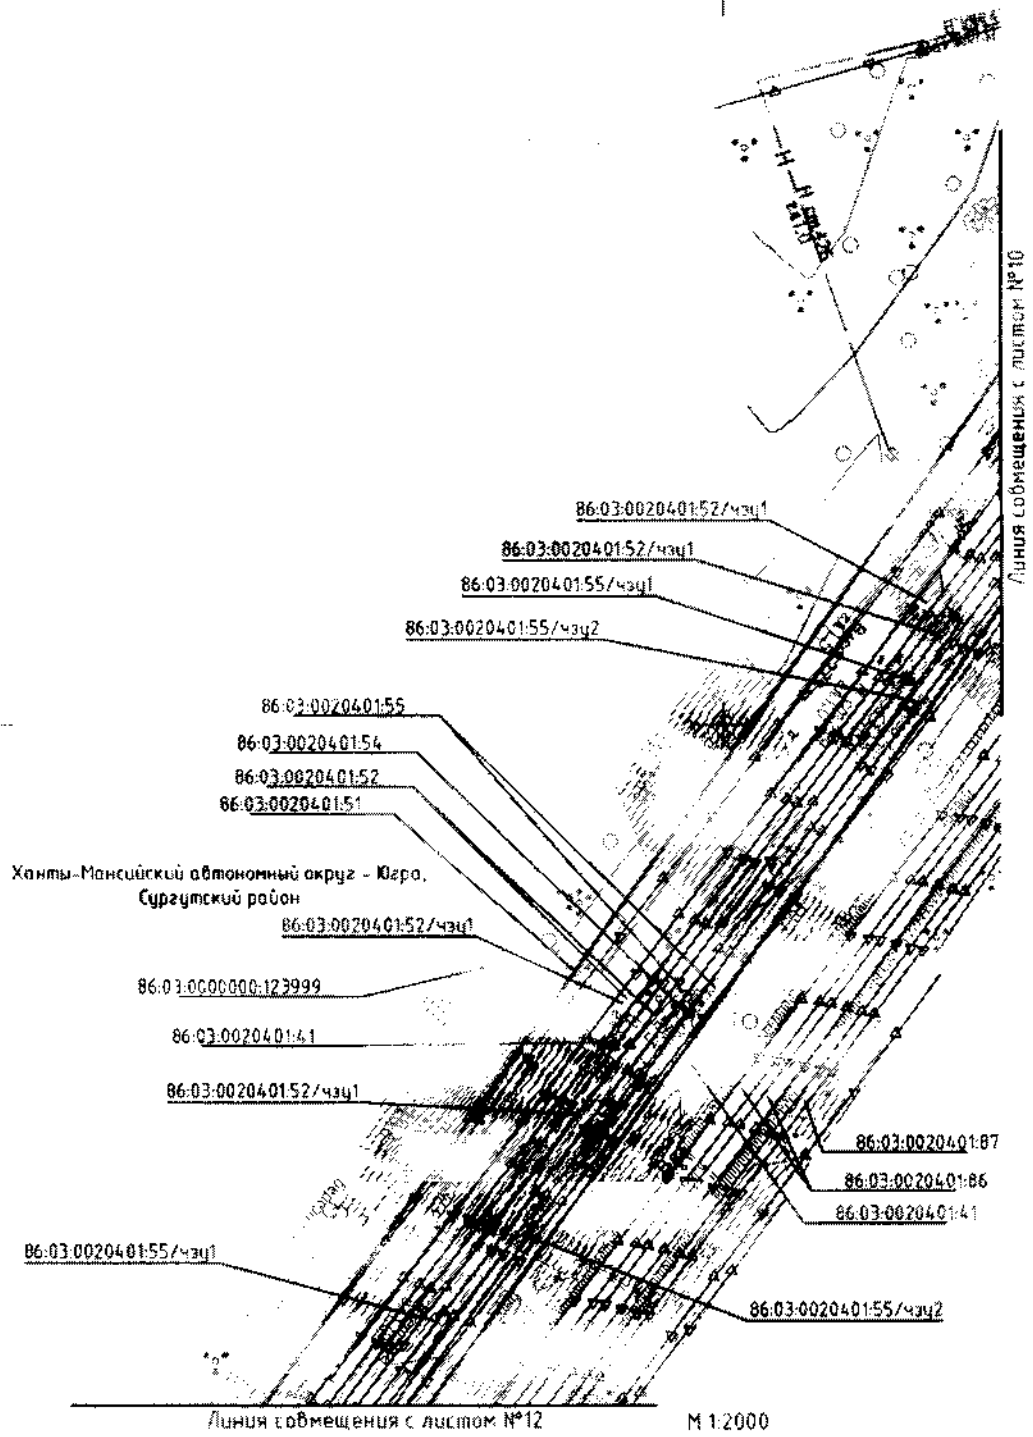 Линия совмещения с листом №10
86:03:0020401:52/чзу1
86:03:0020401:52/чзу1
86:03:0020401:55/чзу1
86:03:0020401:55/чзу2
86:03:0020401:55
86:03:0020401:54
86:03:0020401:52
86:03:0020401:51
Ханты-Мансийский автономный округ - Югра,
Сургутский район
86:03:0020401:52/чзу1
86:03:0000000:123999
86:03:0020401:41
86:03:0020401:52/чзу1
86:03:0020401:87
86:03:0020401:86
86:03:0020401:41
86:03:0020401:55/чзу1
86:03:0020401:55/чзу2
Линия совмещения с листом №12
М 1:2000